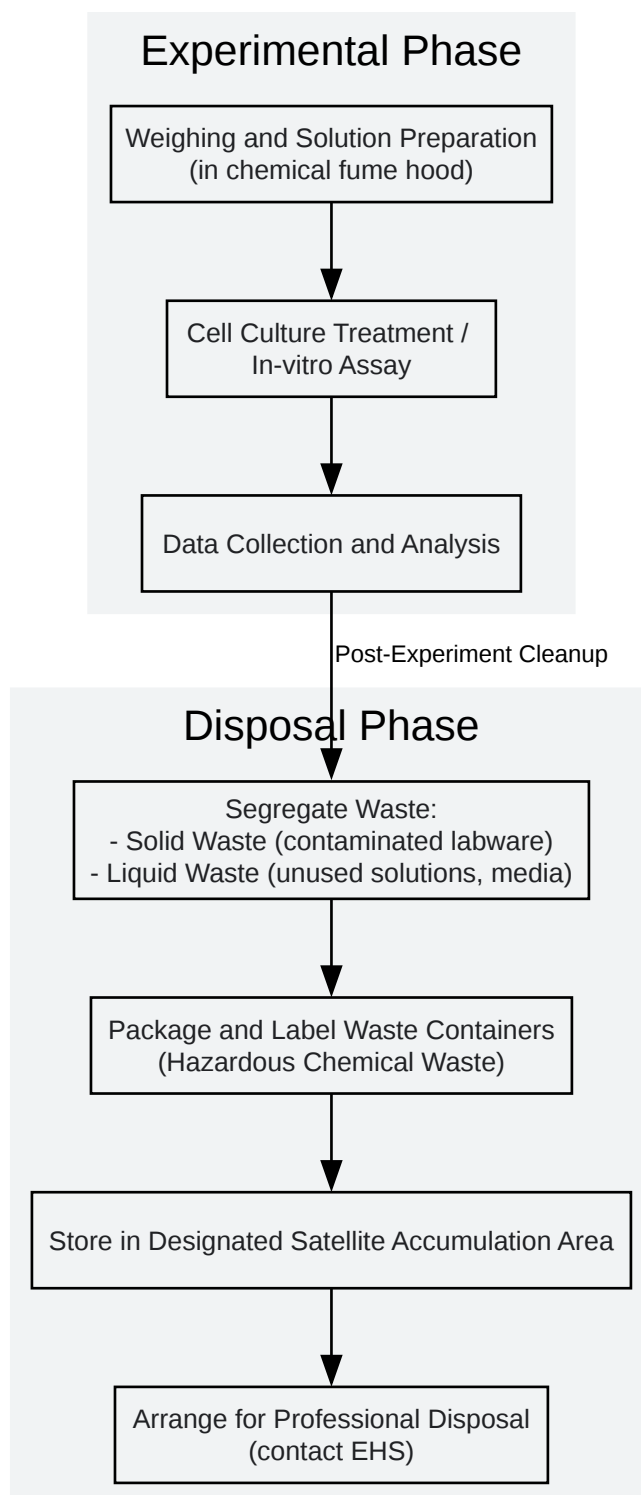 Experimental Phase
Weighing and Solution Preparation
(in chemical fume hood)
Cell Culture Treatment /
In-vitro Assay
Data Collection and Analysis
Post-Experiment Cleanup
Disposal Phase
Segregate Waste:
- Solid Waste (contaminated labware)
- Liquid Waste (unused solutions, media)
Package and Label Waste Containers
(Hazardous Chemical Waste)
Store in Designated Satellite Accumulation Area
Arrange for Professional Disposal
(contact EHS)